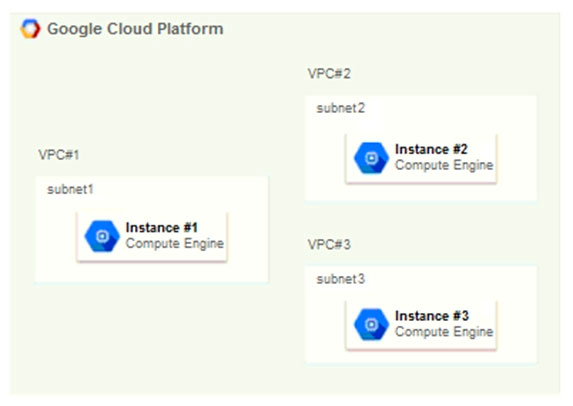 Google Cloud Platform
VPC#2
subnet2
Instance #2
Compute Engine
VPC#1
subnet1
Instance #1
Compute Engine
VPC#3
subnet3
Instance #3
Compute Engine